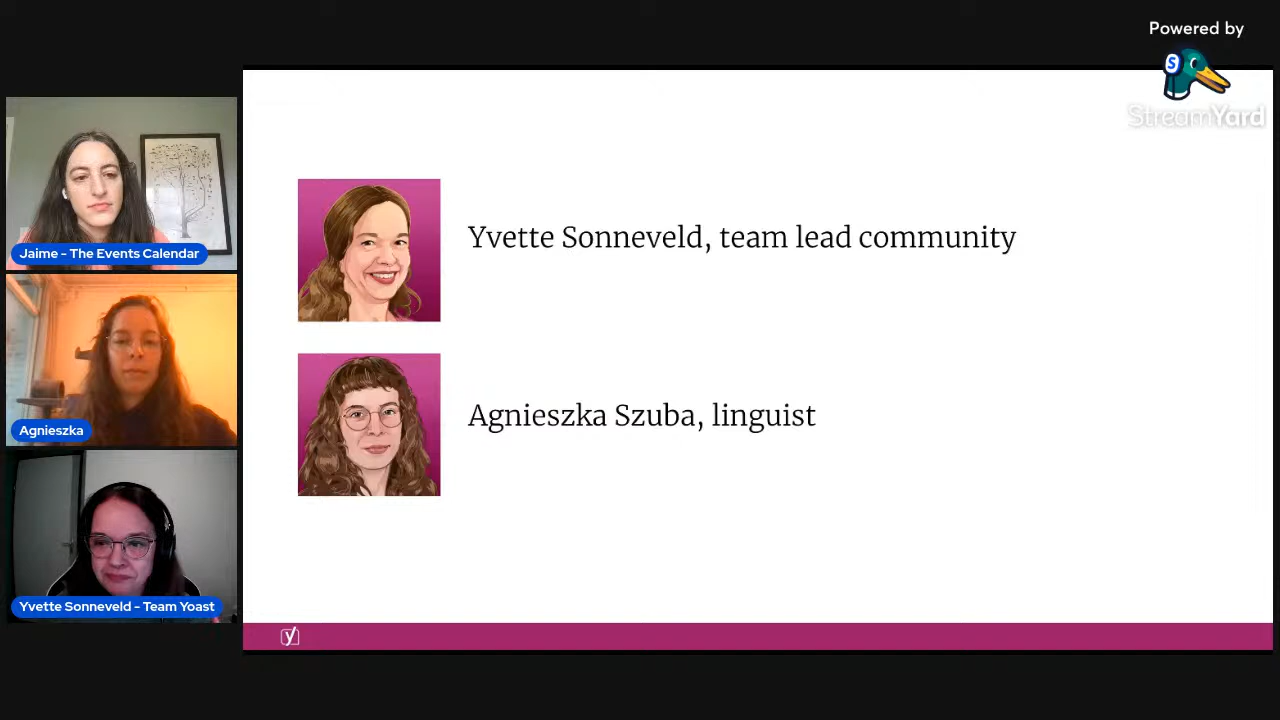 Powered by
S
StreamYard
Jaime - The Events Calendar
Agnieszka
Yvette Sonneveld - Team Yoast
Yvette Sonneveld, team lead community
Agnieszka Szuba, linguist
y